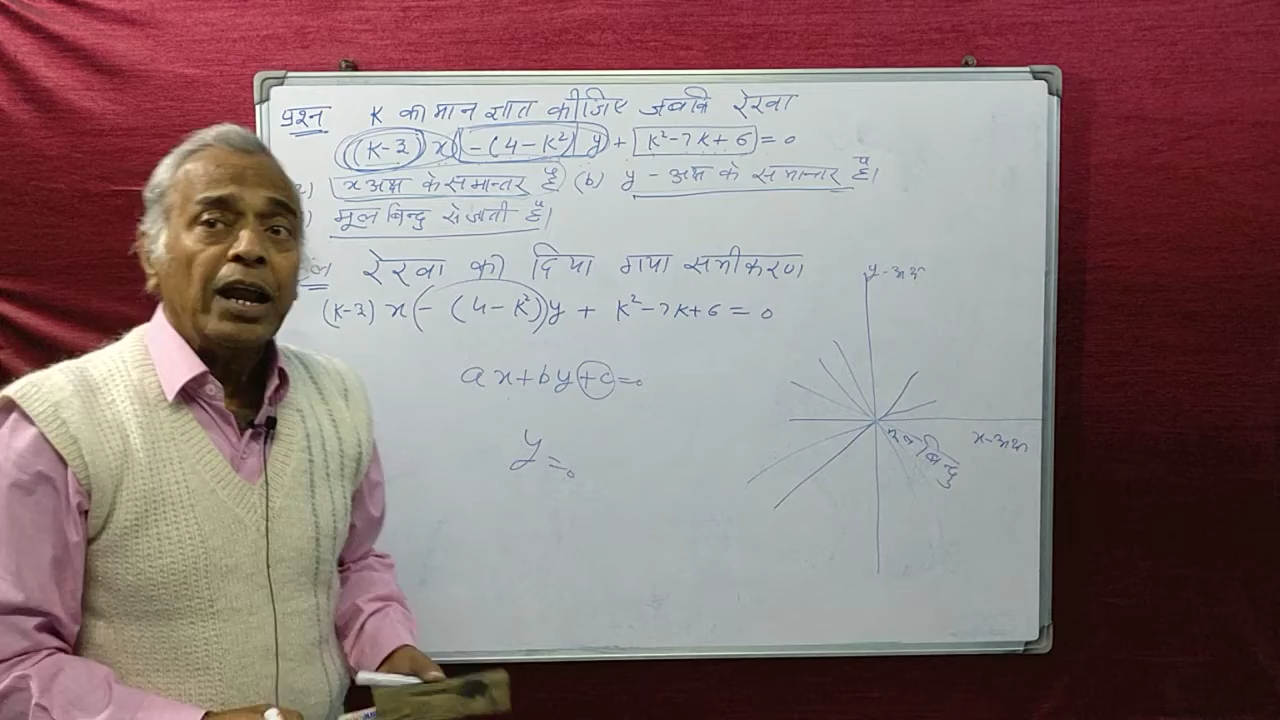 प्रश्न K का मान ज्ञात कीजिए जबकि रेखा
(K-3)x-(4-K²)y+K²-7K+6=0
) x अक्ष के समान्तर है (b) y-अक्ष के समान्तर है।
) मूल बिन्दु से जाती है।
रेखा का दिया गया समीकरण
(K-3)x(-(4-K²))y+K²-7K+6=0
ax+by+c=0
y=0
y-अक्ष
x-अक्ष
बिन्दु